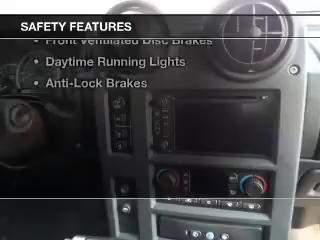 SAFETY FEATURES
• Front Ventilated Disc Brakes
• Daytime Running Lights
• Anti-Lock Brakes